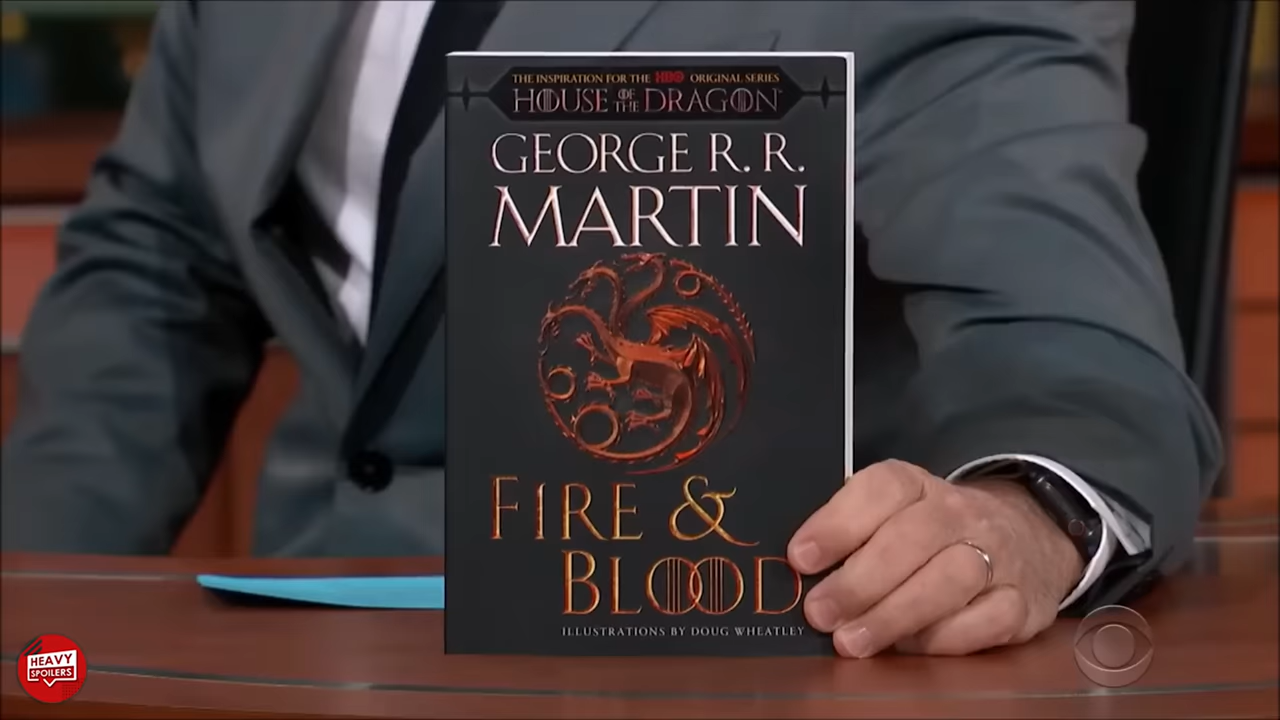 THE INSPIRATION FOR THE HBO ORIGINAL SERIES
HOUSE OF THE DRAGON
GEORGE R. R.
MARTIN
FIRE &
BLOOD
ILLUSTRATIONS BY DOUG WHEATLEY
HEAVY
SPOILERS